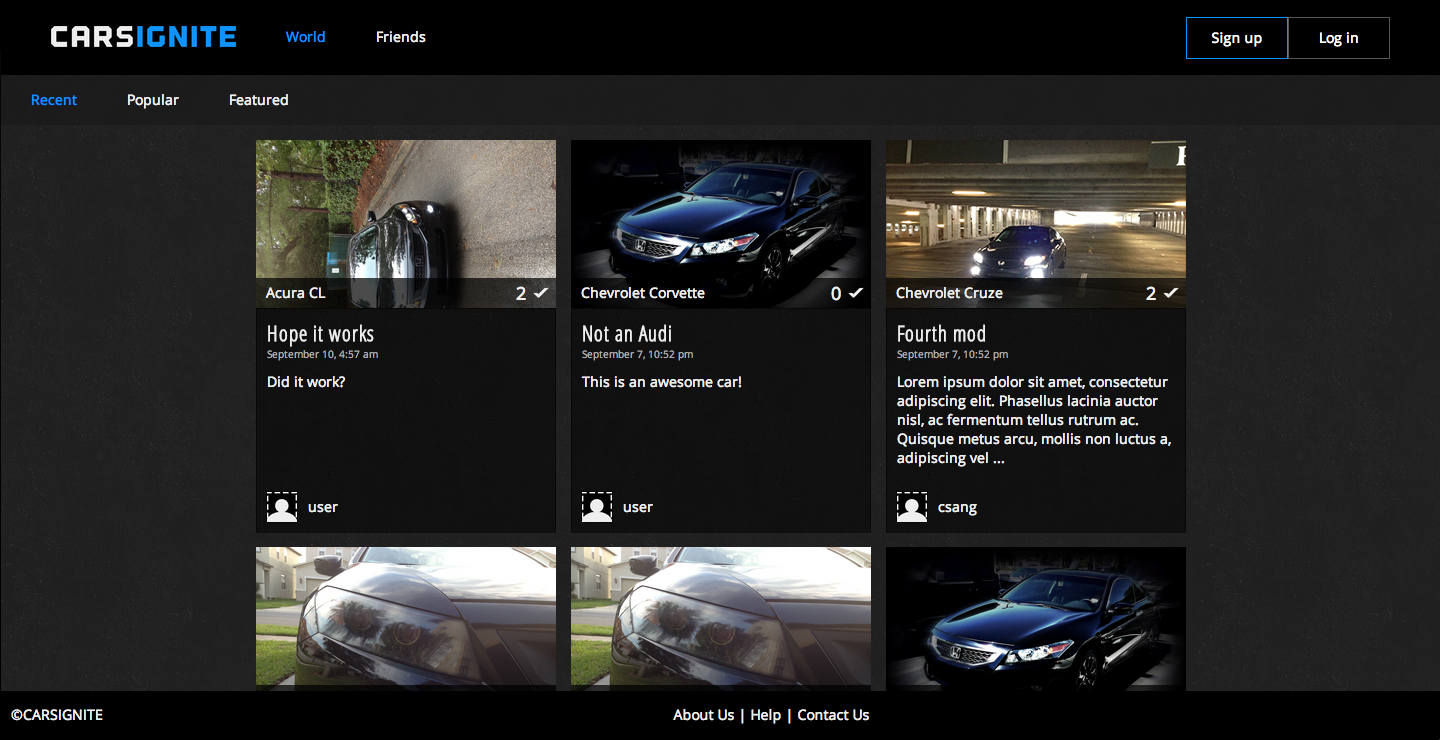 CARSIGNITE World Friends Sign up Log in
Recent Popular Featured
Acura CL 2
Chevrolet Corvette 0
Chevrolet Cruze 2
Hope it works
September 10, 4:57 am
Did it work?
user
Not an Audi
September 7, 10:52 pm
This is an awesome car!
user
Fourth mod
September 7, 10:52 pm
Lorem ipsum dolor sit amet, consectetur
adipiscing elit. Phasellus lacinia auctor
nisl, ac fermentum tellus rutrum ac.
Quisque metus arcu, mollis non luctus a,
adipiscing vel ...
csang
©CARSIGNITE About Us | Help | Contact Us